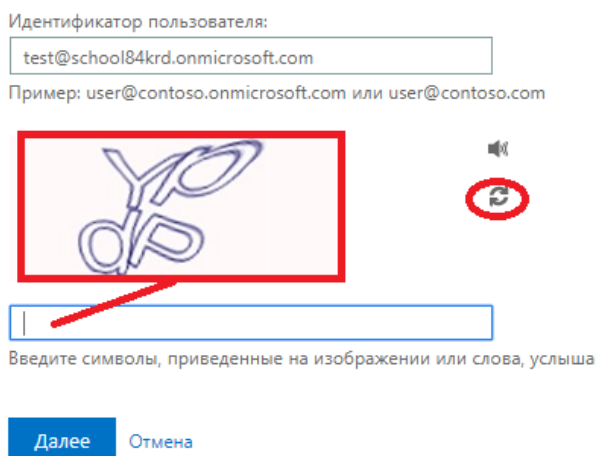 Идентификатор пользователя:
test@school84krd.onmicrosoft.com
Пример: user@contoso.onmicrosoft.com или user@contoso.com
Введите символы, приведенные на изображении или слова, услыша
Далее Отмена